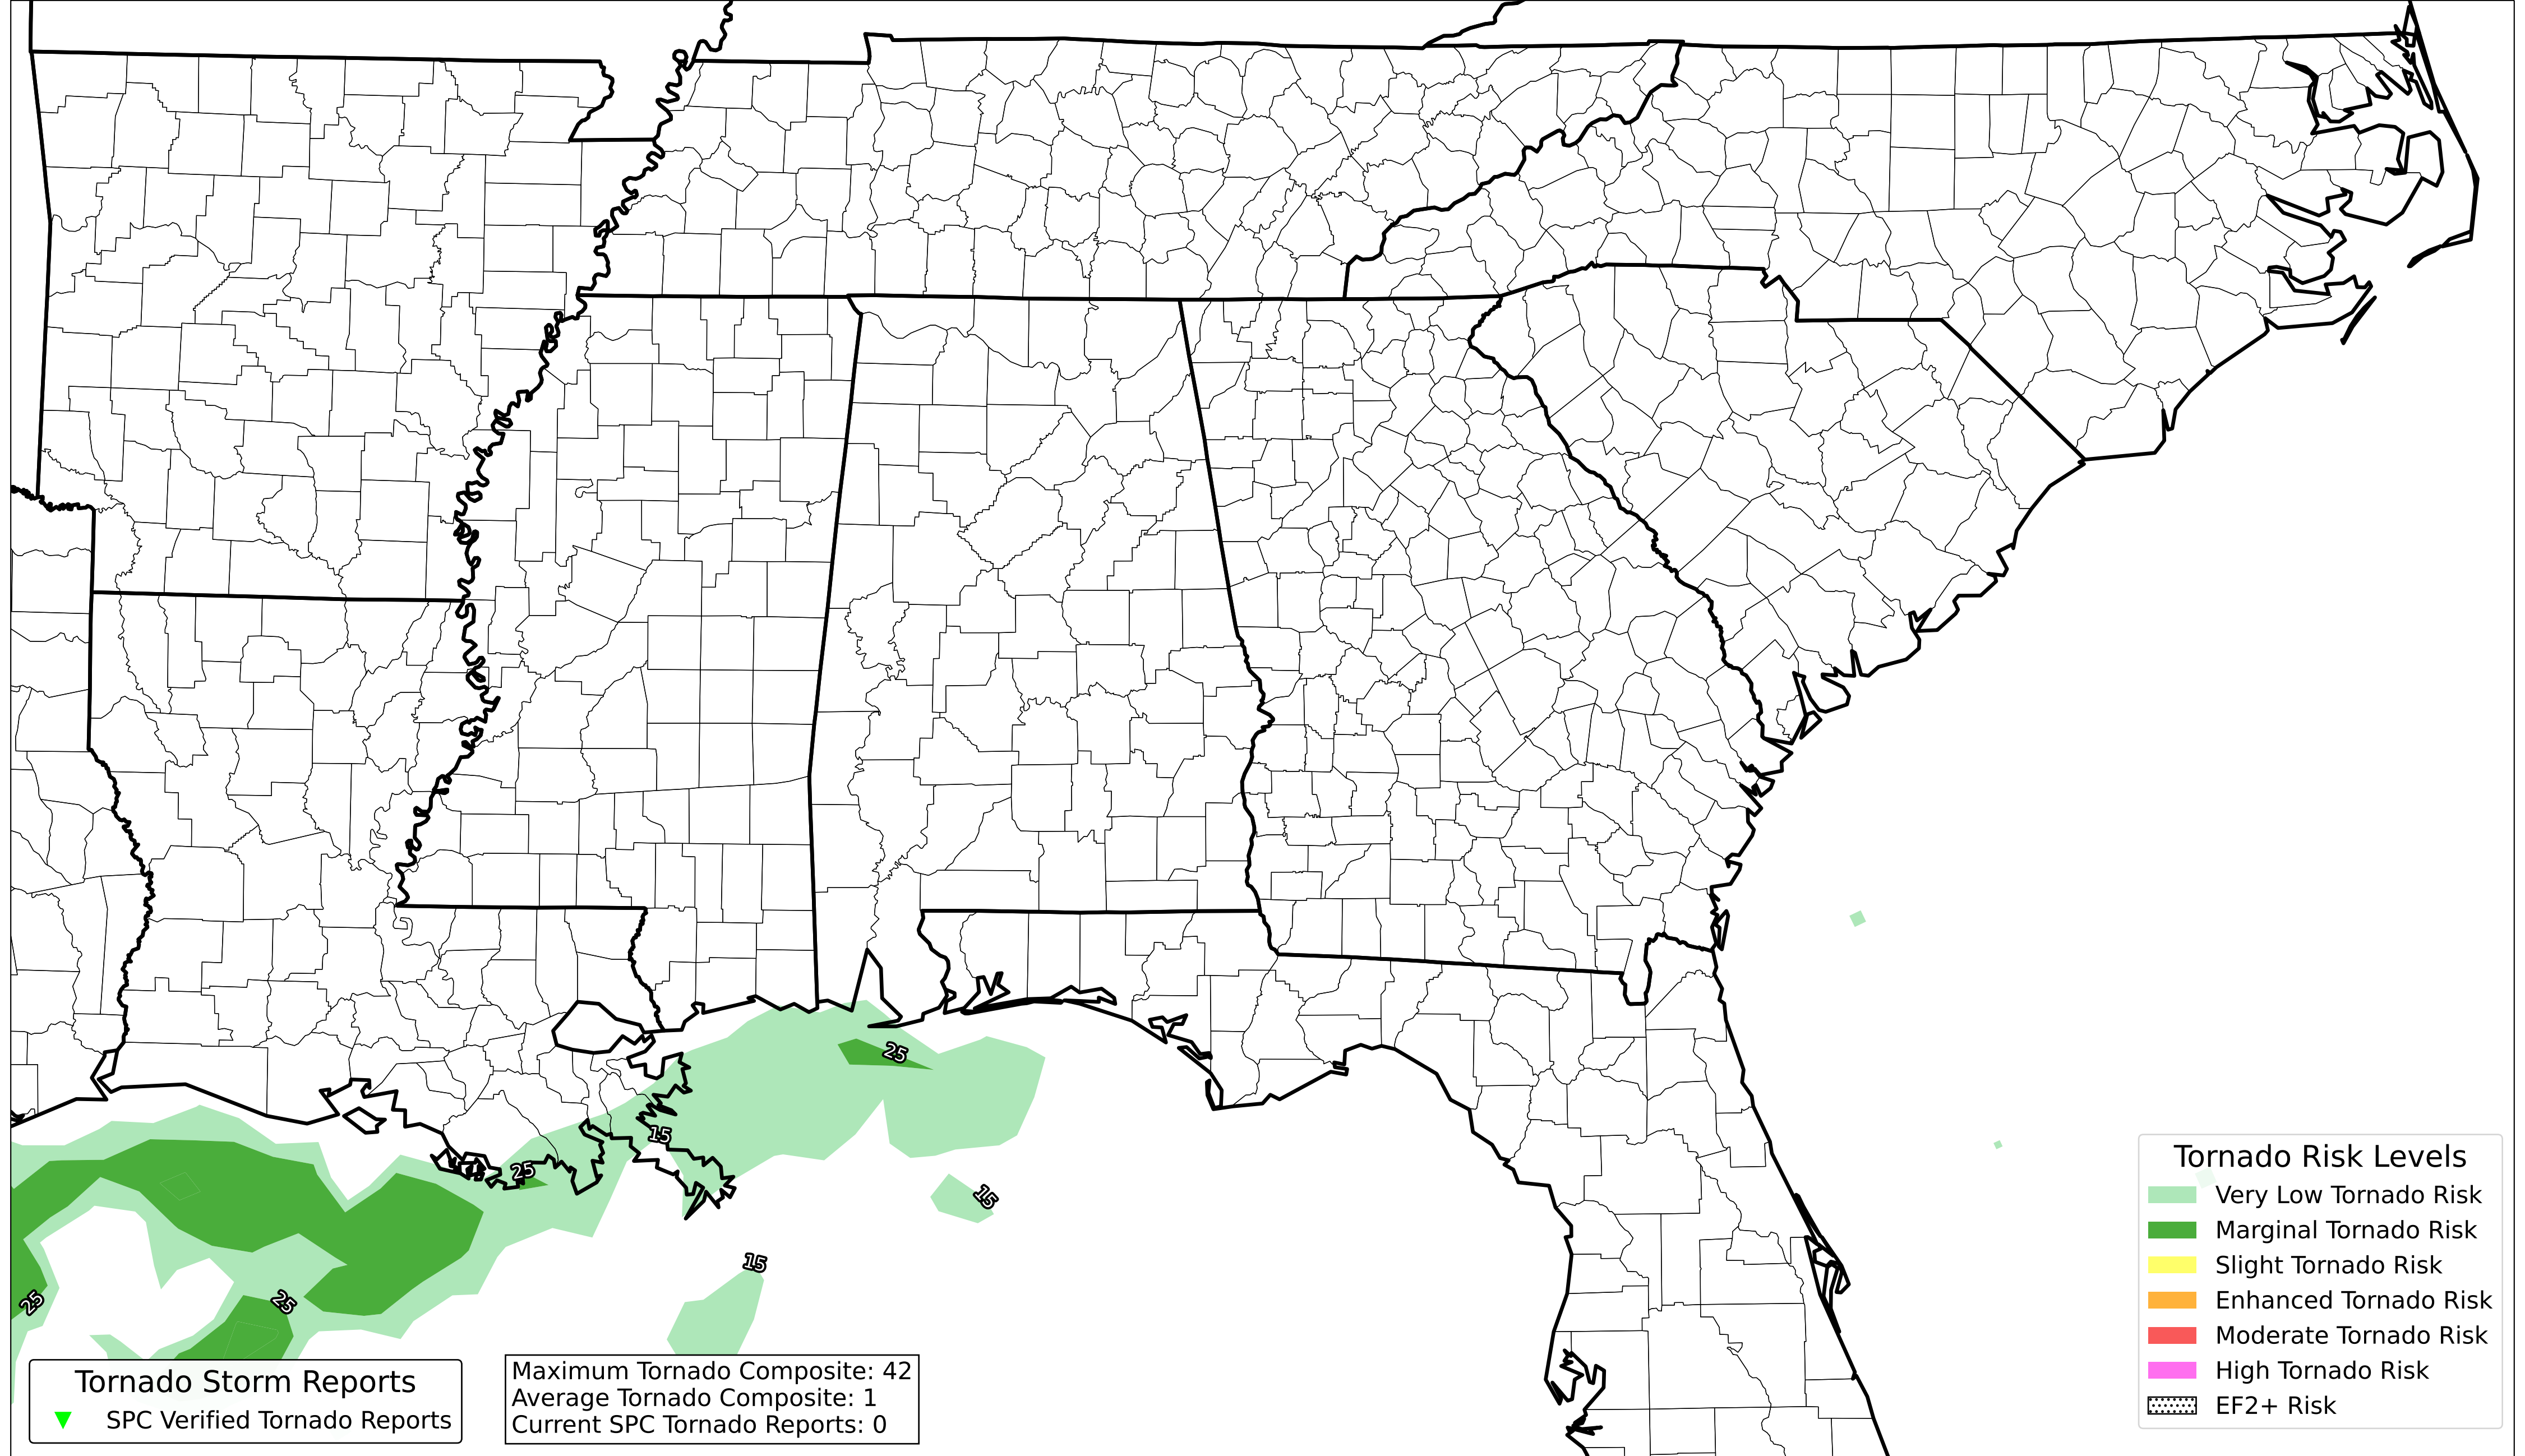 25
15
25
15
15
25
25
Tornado Risk Levels
Very Low Tornado Risk
Marginal Tornado Risk
Slight Tornado Risk
Enhanced Tornado Risk
Moderate Tornado Risk
High Tornado Risk
EF2+ Risk
Tornado Storm Reports
SPC Verified Tornado Reports
Maximum Tornado Composite: 42
Average Tornado Composite: 1
Current SPC Tornado Reports: 0